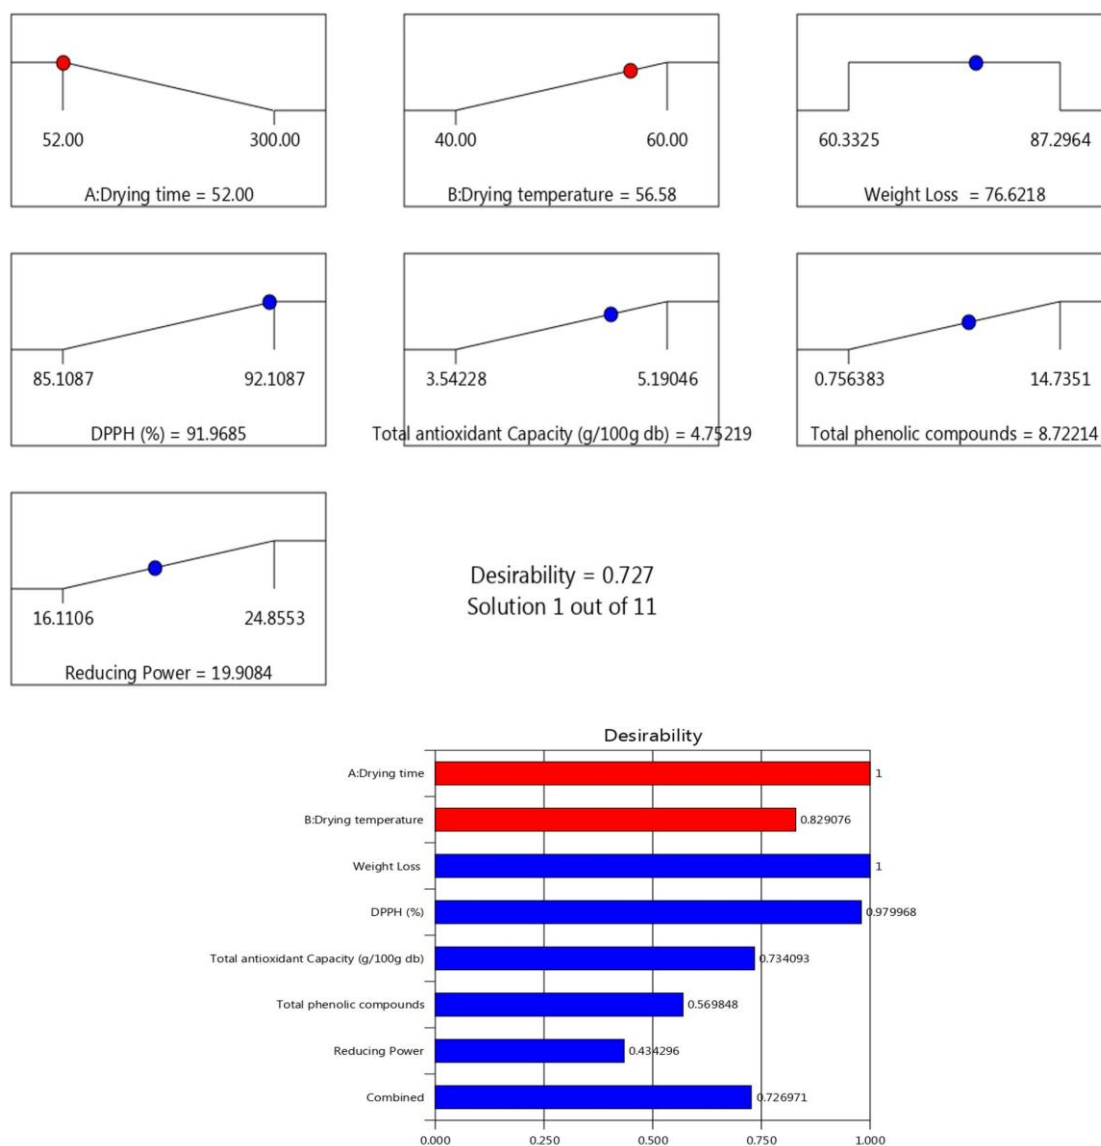 52.00 300.00
A:Drying time = 52.00
40.00 60.00
B:Drying temperature = 56.58
60.3325 87.2964
Weight Loss = 76.6218
85.1087 92.1087
DPPH (%) = 91.9685
3.54228 5.19046
Total antioxidant Capacity (g/100g db) = 4.75219
0.756383 14.7351
Total phenolic compounds = 8.72214
16.1106 24.8553
Reducing Power = 19.9084
Desirability = 0.727
Solution 1 out of 11
Desirability
A:Drying time 1
B:Drying temperature 0.829076
Weight Loss 1
DPPH (%) 0.979968
Total antioxidant Capacity (g/100g db) 0.734093
Total phenolic compounds 0.569848
Reducing Power 0.434296
Combined 0.726971
0.000 0.250 0.500 0.750 1.000